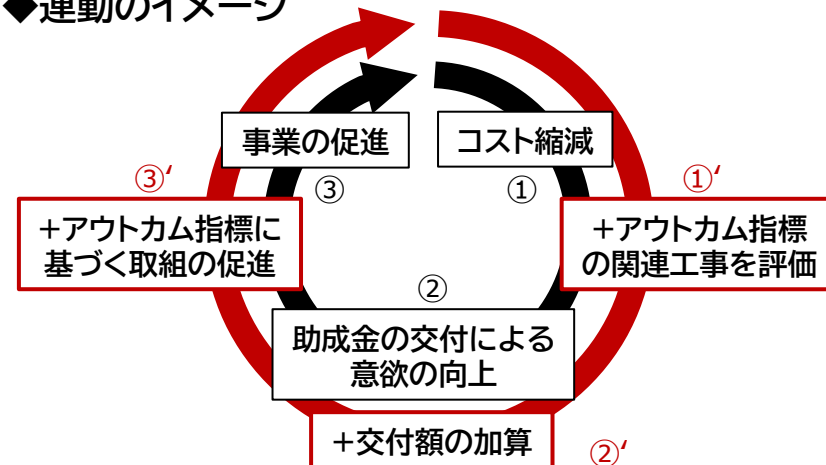 ◆運動のイメージ
事業の促進
コスト縮減
③‘
③
①
①‘
＋アウトカム指標に
基づく取組の促進
＋アウトカム指標
の関連工事を評価
②
助成金の交付による
意欲の向上
＋交付額の加算
②‘